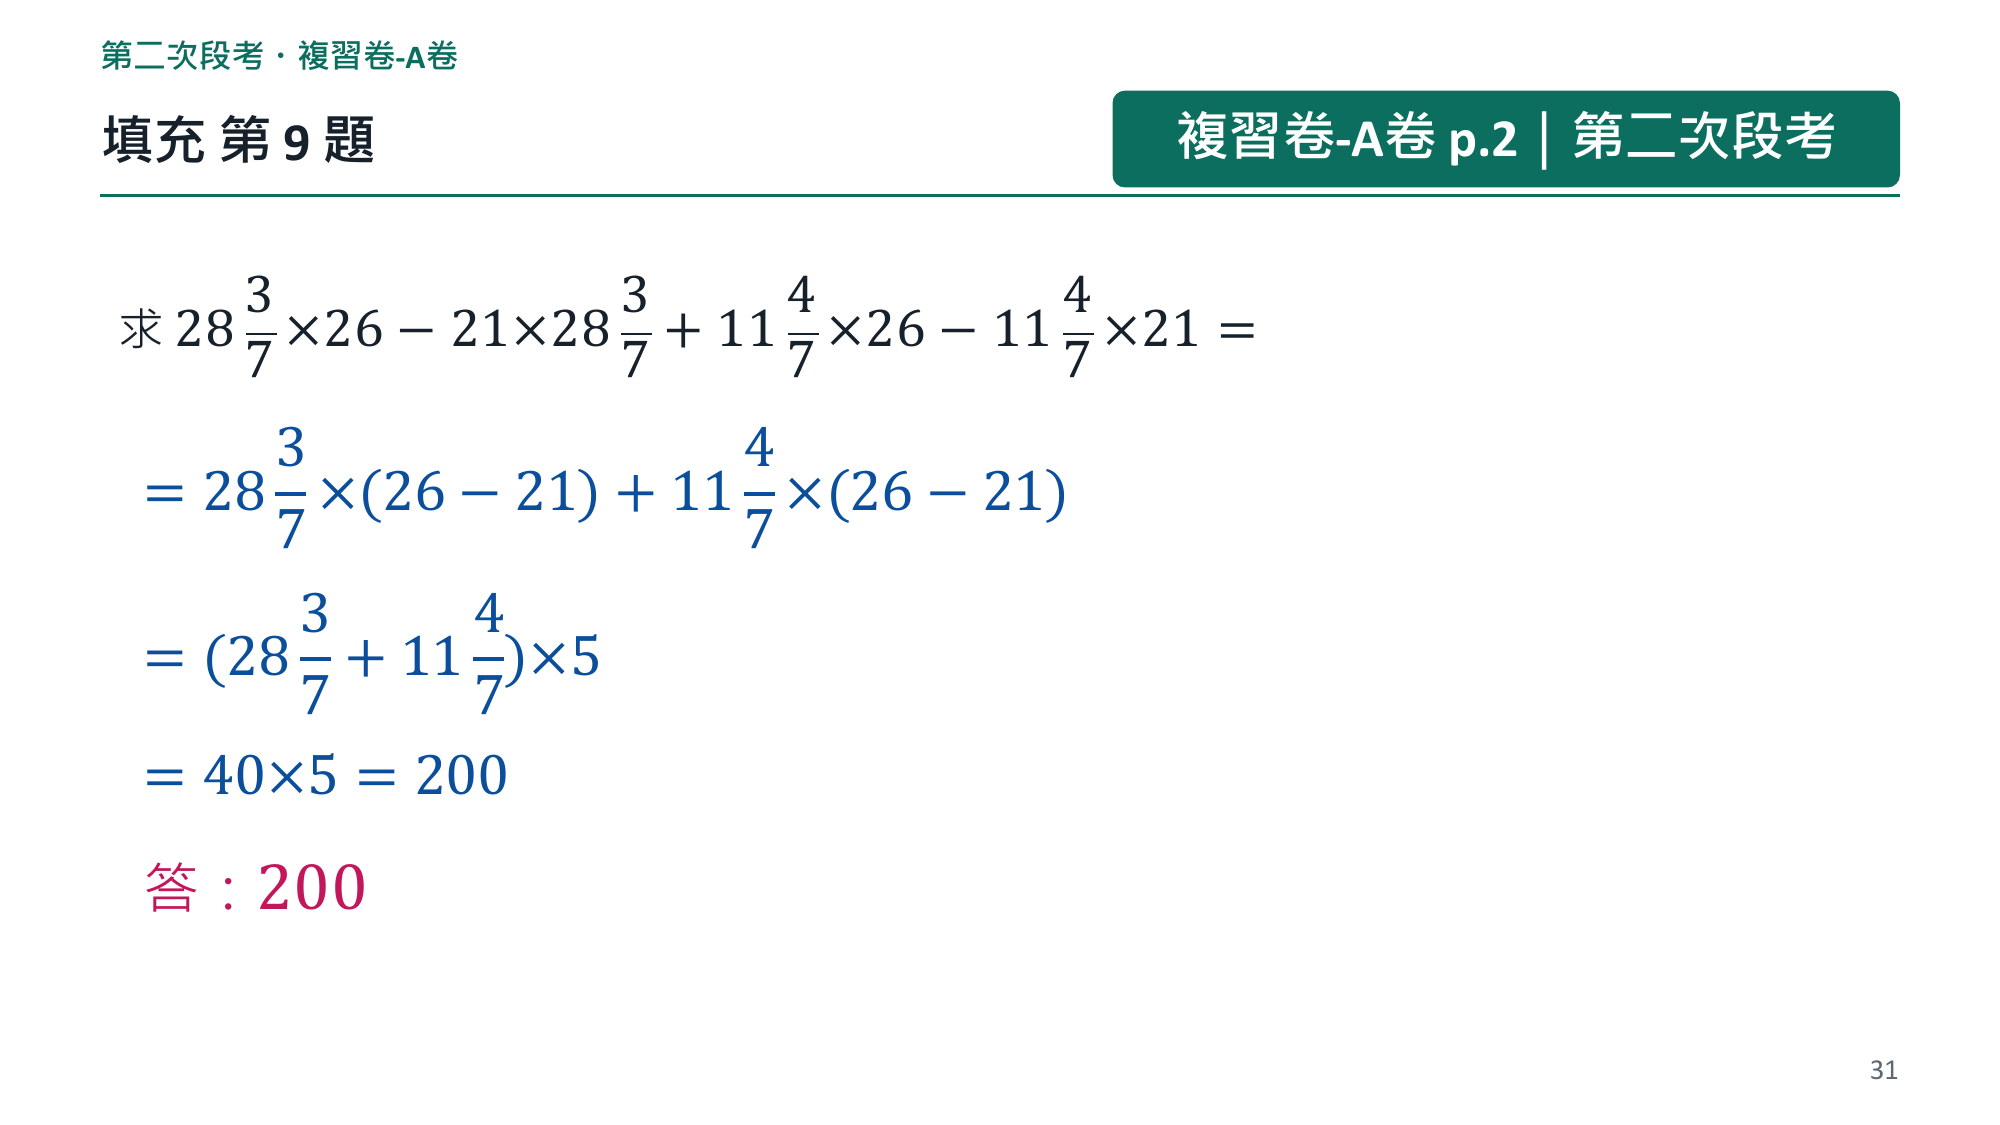 第二次段考・複習卷-A卷
填充 第 9 題
複習卷-A卷 p.2｜第二次段考
求 28 3/7 ×26 − 21×28 3/7 + 11 4/7 ×26 − 11 4/7 ×21 =
= 28 3/7 ×(26 − 21) + 11 4/7 ×(26 − 21)
= (28 3/7 + 11 4/7)×5
= 40×5 = 200
答：200
31